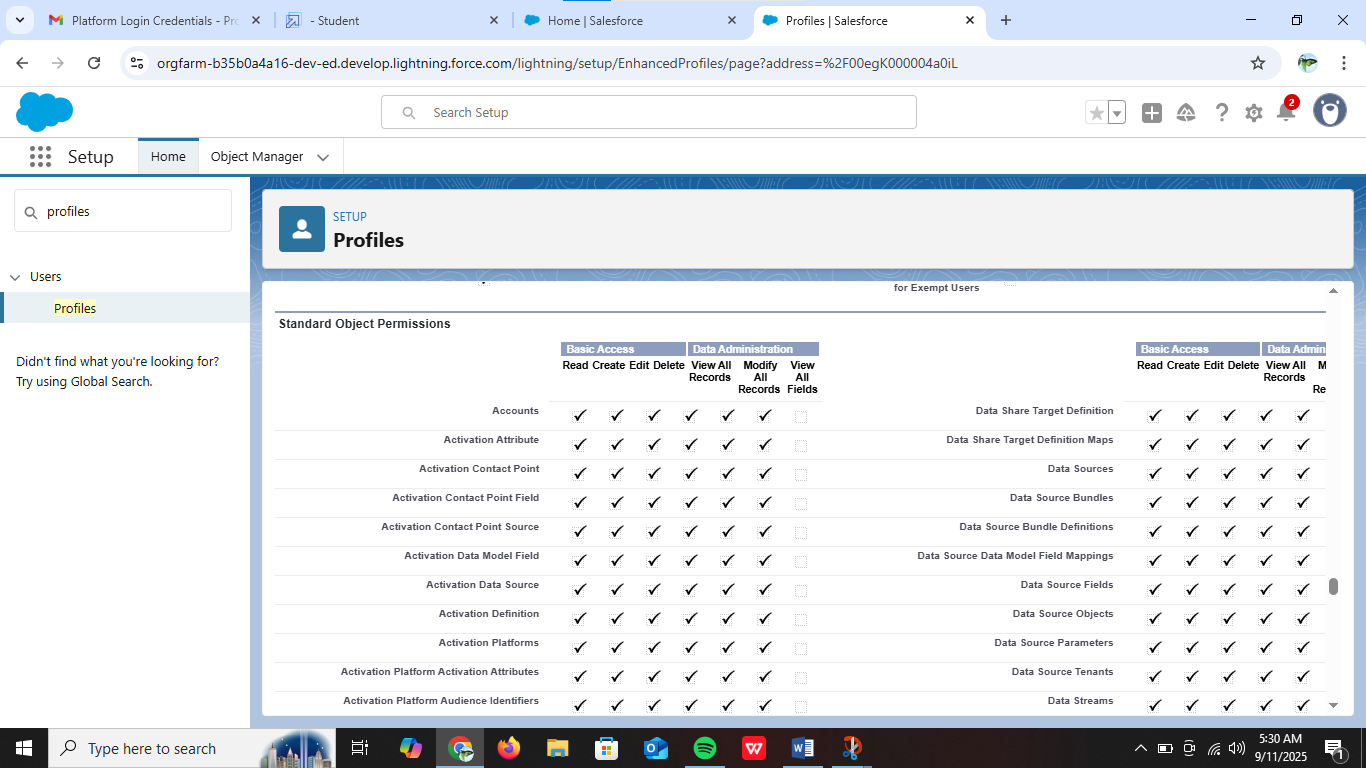 Platform Login Credentials - Pro
- Student
Home | Salesforce
Profiles | Salesforce
orgfarm-b35b0a4a16-dev-ed.develop.lightning.force.com/lightning/setup/EnhancedProfiles/page?address=%2F00egK000004a0iL
Search Setup
2
Setup
Home
Object Manager
profiles
Users
Profiles
Didn't find what you're looking for?
Try using Global Search.
SETUP
Profiles
for Exempt Users
Standard Object Permissions
Basic Access Data Administration Basic Access Data Admin
Read Create Edit Delete View All Records Modify All Records View All Fields Read Create Edit Delete View All Records M Re
Accounts Data Share Target Definition
Activation Attribute Data Share Target Definition Maps
Activation Contact Point Data Sources
Activation Contact Point Field Data Source Bundles
Activation Contact Point Source Data Source Bundle Definitions
Activation Data Model Field Data Source Data Model Field Mappings
Activation Data Source Data Source Fields
Activation Definition Data Source Objects
Activation Platforms Data Source Parameters
Activation Platform Activation Attributes Data Source Tenants
Activation Platform Audience Identifiers Data Streams
Type here to search
5:30 AM
9/11/2025
1